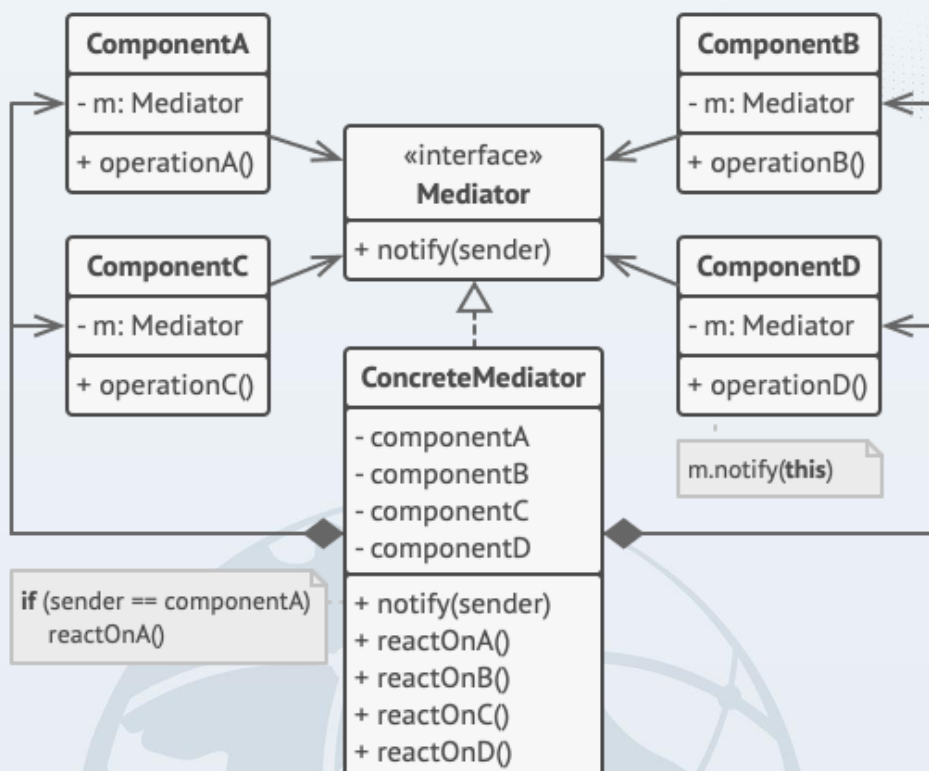 ComponentA
- m: Mediator
+ operationA()
ComponentB
- m: Mediator
+ operationB()
«interface»
Mediator
+ notify(sender)
ComponentC
- m: Mediator
+ operationC()
ComponentD
- m: Mediator
+ operationD()
m.notify(this)
ConcreteMediator
- componentA
- componentB
- componentC
- componentD
+ notify(sender)
+ reactOnA()
+ reactOnB()
+ reactOnC()
+ reactOnD()
if (sender == componentA)
reactOnA()